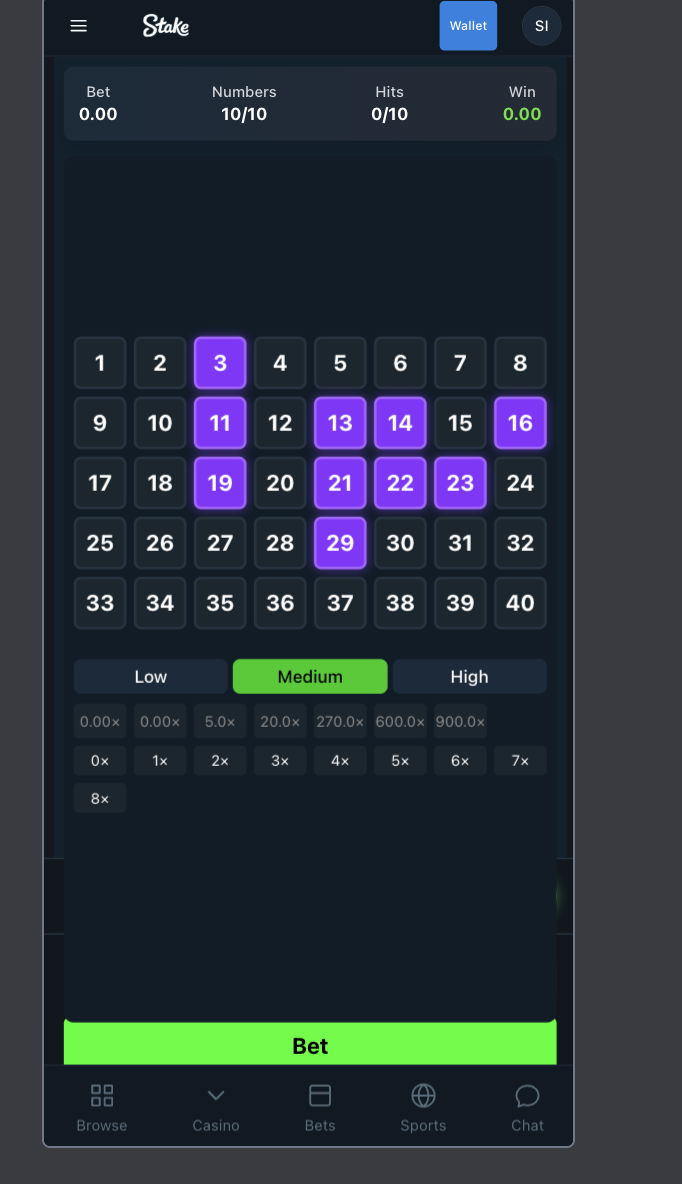 Stake
Wallet
SI
Bet Numbers Hits Win
0.00 10/10 0/10 0.00
1 2 3 4 5 6 7 8
9 10 11 12 13 14 15 16
17 18 19 20 21 22 23 24
25 26 27 28 29 30 31 32
33 34 35 36 37 38 39 40
Low Medium High
0.00× 0.00× 5.0× 20.0× 270.0× 600.0× 900.0×
0× 1× 2× 3× 4× 5× 6× 7×
8×
Bet
Browse Casino Bets Sports Chat